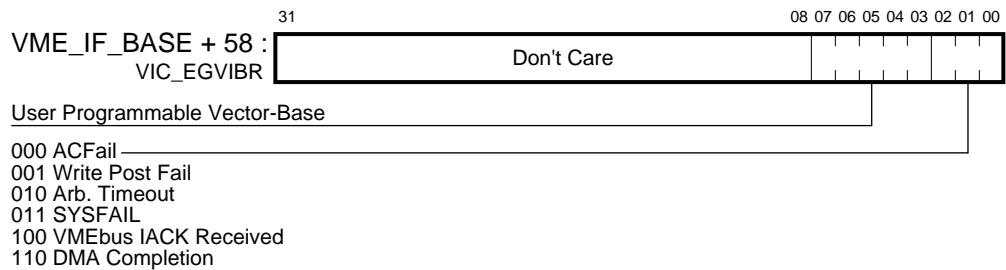 31 08 07 06 05 04 03 02 01 00
VME_IF_BASE + 58 :
Don't Care
VIC_EGVIBR
User Programmable Vector-Base
000 ACFail
001 Write Post Fail
010 Arb. Timeout
011 SYSFAIL
100 VMEbus IACK Received
110 DMA Completion